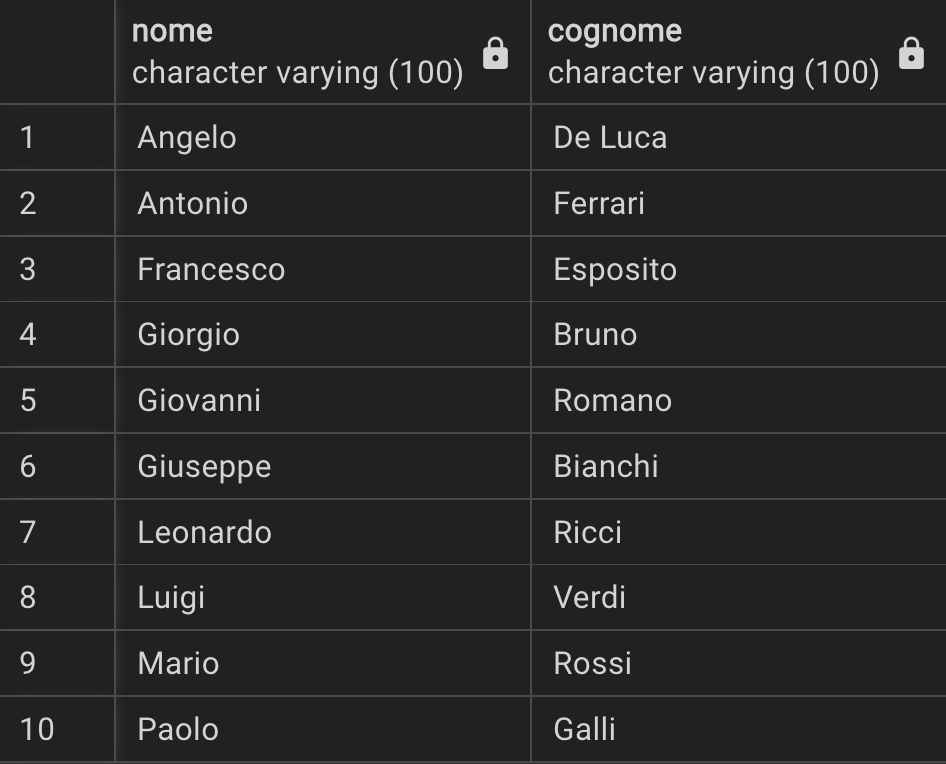 nome cognome
character varying (100) character varying (100)
1 Angelo De Luca
2 Antonio Ferrari
3 Francesco Esposito
4 Giorgio Bruno
5 Giovanni Romano
6 Giuseppe Bianchi
7 Leonardo Ricci
8 Luigi Verdi
9 Mario Rossi
10 Paolo Galli